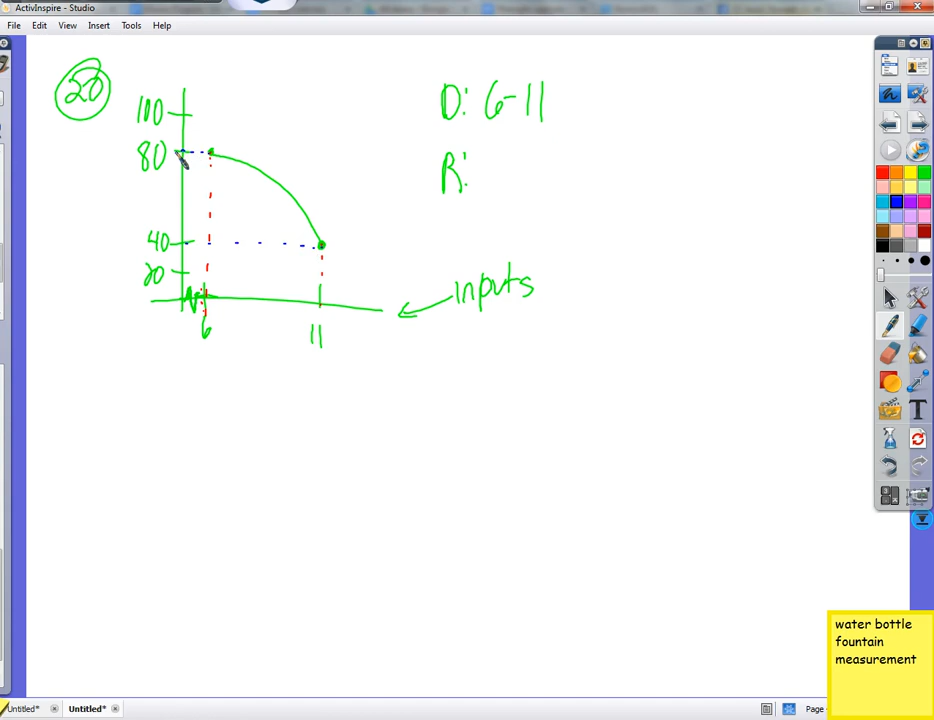 ActivInspire - Studio
File Edit View Insert Tools Help
20
100
80
40
20
6
11
D: 6-11
R:
inputs
water bottle
fountain
measurement
Untitled* Untitled*
Page